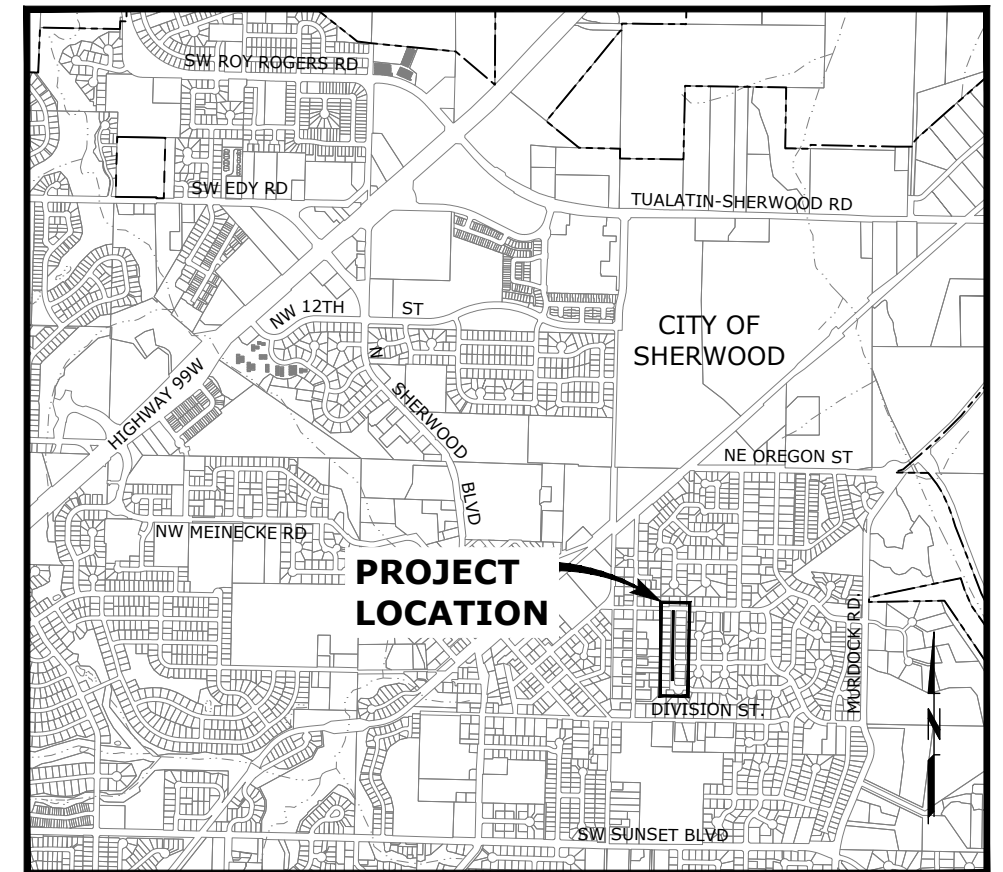 SW ROY ROGERS RD
SW EDY RD
TUALATIN-SHERWOOD RD
NW 12TH ST
CITY OF
SHERWOOD
N SHERWOOD BLVD
HIGHWAY 99W
NE OREGON ST
NW MEINECKE RD
PROJECT
LOCATION
MURDOCK RD.
DIVISION ST.
N
SW SUNSET BLVD